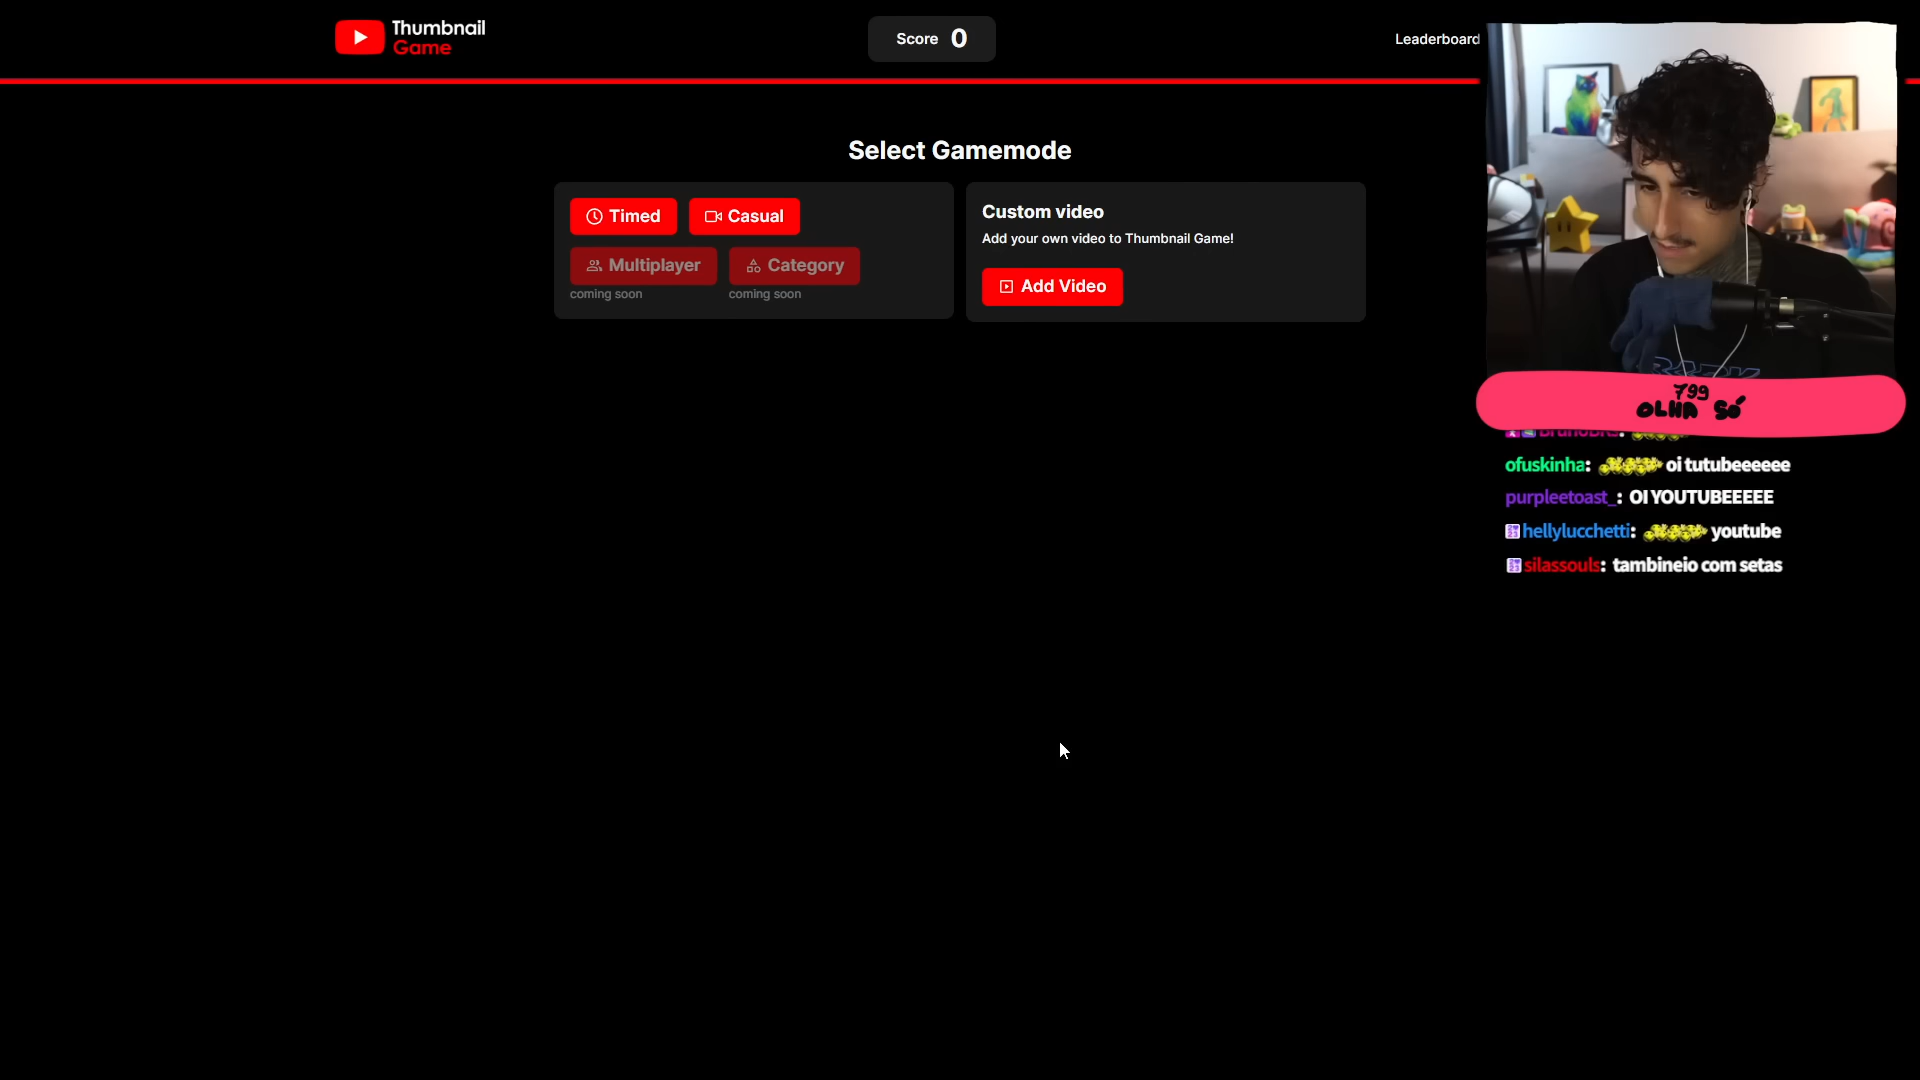 Thumbnail
Game
Score 0
Leaderboard
Select Gamemode
Timed
Casual
Multiplayer
coming soon
Category
coming soon
Custom video
Add your own video to Thumbnail Game!
Add Video
799
OLHA SÓ
ofuskinha: oi tutubeeeeee
purpleetoast_: OI YOUTUBEEEEE
hellylucchetti: youtube
silassouls: tambineio com setas